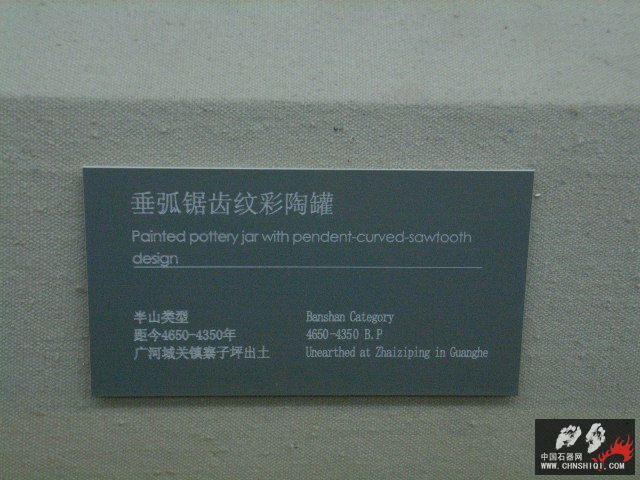 垂弧锯齿纹彩陶罐
Painted pottery jar with pendent-curved-sawtooth
design
半山类型
距今4650-4350年
广河城关镇寨子坪出土
Banshan Category
4650-4350 B.P
Unearthed at Zhaiziping in Guanghe
中国石器网
WWW.CHNSHIQI.COM